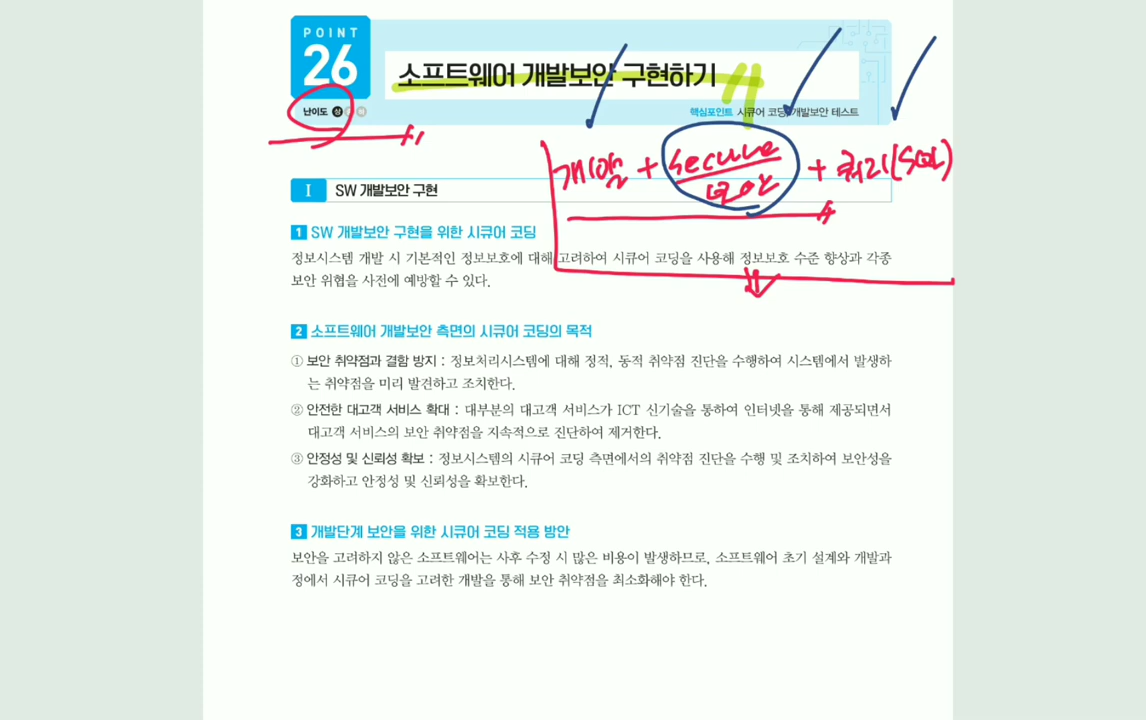 POINT
26
소프트웨어 개발보안 구현하기
난이도 상 중 하
핵심포인트 시큐어 코딩, 개발보안 테스트
개발 + Secure + 쿼리(SQL)
보안
I SW 개발보안 구현
1 SW 개발보안 구현을 위한 시큐어 코딩
정보시스템 개발 시 기본적인 정보보호에 대해 고려하여 시큐어 코딩을 사용해 정보보호 수준 향상과 각종
보안 위협을 사전에 예방할 수 있다.
2 소프트웨어 개발보안 측면의 시큐어 코딩의 목적
① 보안 취약점과 결함 방지 : 정보처리시스템에 대해 정적, 동적 취약점 진단을 수행하여 시스템에서 발생하
는 취약점을 미리 발견하고 조치한다.
② 안전한 대고객 서비스 확대 : 대부분의 대고객 서비스가 ICT 신기술을 통하여 인터넷을 통해 제공되면서
대고객 서비스의 보안 취약점을 지속적으로 진단하여 제거한다.
③ 안정성 및 신뢰성 확보 : 정보시스템의 시큐어 코딩 측면에서의 취약점 진단을 수행 및 조치하여 보안성을
강화하고 안정성 및 신뢰성을 확보한다.
3 개발단계 보안을 위한 시큐어 코딩 적용 방안
보안을 고려하지 않은 소프트웨어는 사후 수정 시 많은 비용이 발생하므로, 소프트웨어 초기 설계와 개발과
정에서 시큐어 코딩을 고려한 개발을 통해 보안 취약점을 최소화해야 한다.